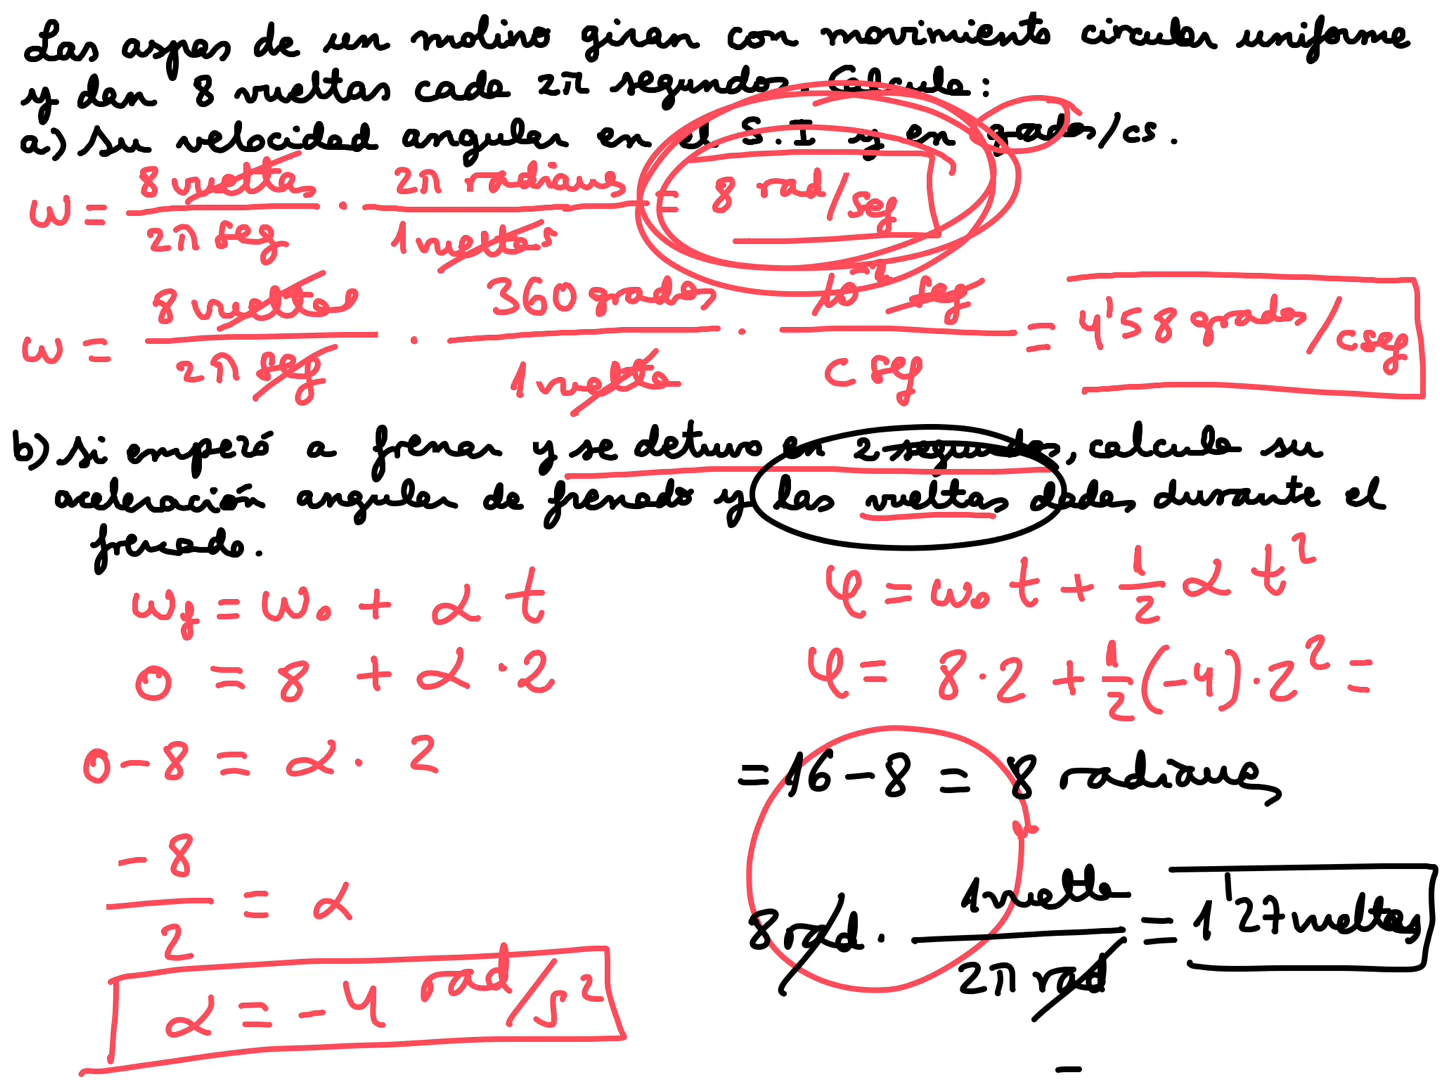 Las aspas de un molino giran con movimiento circular uniforme
y dan 8 vueltas cada 2π segundos. Calcula:
a) Su velocidad angular en el S.I y en grados/cs.
ω = 8 vueltas / 2π seg · 2π radianes / 1 vueltas = 8 rad/seg
ω = 8 vueltas / 2π seg · 360 grados / 1 vuelta · 10⁻² seg / c seg = 4'58 grados/cseg
b) Si empezó a frenar y se detuvo en 2 segundos, calcula su
aceleración angular de frenado y las vueltas dadas durante el
frenado.
ωf = ω₀ + α t
0 = 8 + α · 2
0 - 8 = α · 2
-8 / 2 = α
α = -4 rad/s²
φ = ω₀ t + 1/2 α t²
φ = 8 · 2 + 1/2 (-4) · 2² =
= 16 - 8 = 8 radianes
8 rad · 1 vuelta / 2π rad = 1'27 vueltas